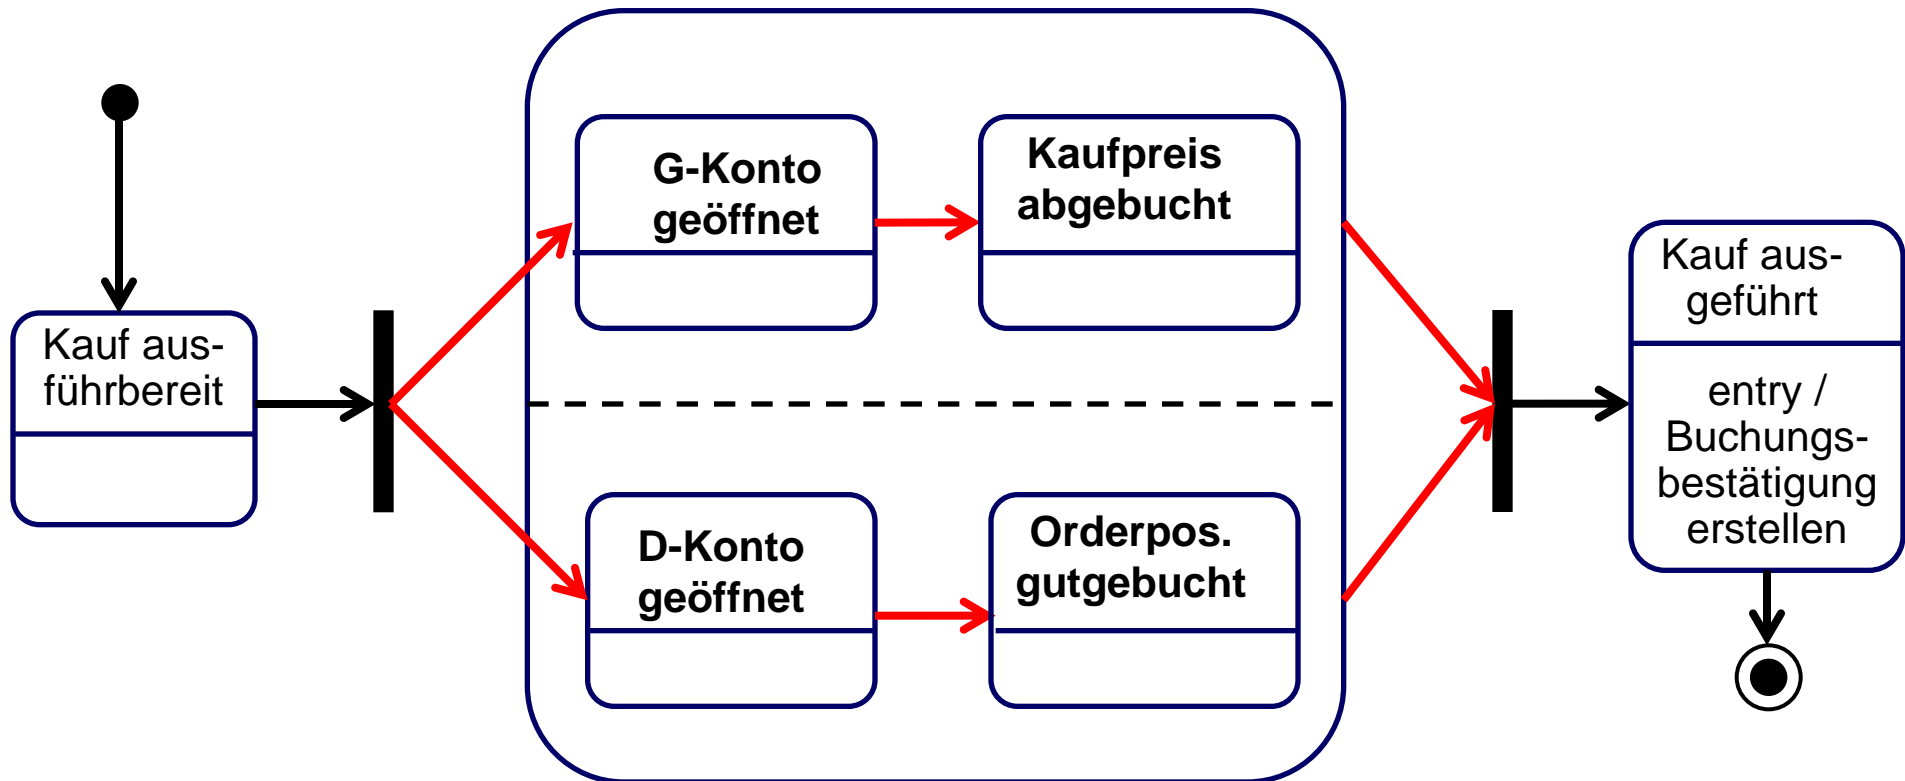 Kauf aus-
führbereit
G-Konto
geöffnet
Kaufpreis
abgebucht
D-Konto
geöffnet
Orderpos.
gutgebucht
Kauf aus-
geführt
entry /
Buchungs-
bestätigung
erstellen